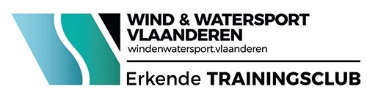 WIND & WATERSPORT
VLAANDEREN
windenwatersport.vlaanderen
Erkende TRAININGSCLUB